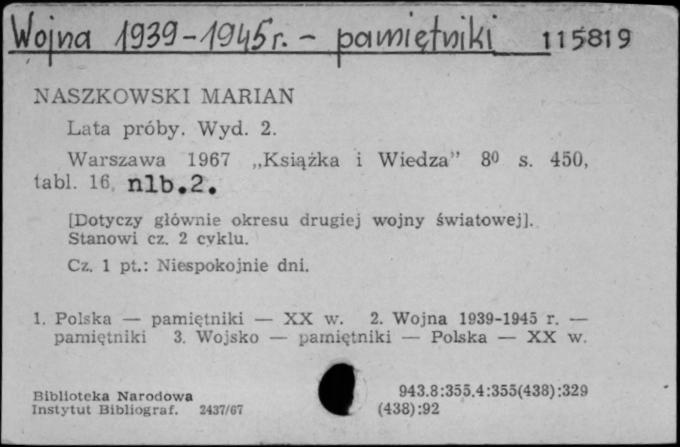 Wojna 1939-1945 r. - pamiętniki 115819
NASZKOWSKI MARIAN
Lata próby. Wyd. 2.
Warszawa 1967 „Książka i Wiedza” 8⁰ s. 450,
tabl. 16, nlb.2.
[Dotyczy głównie okresu drugiej wojny światowej].
Stanowi cz. 2 cyklu.
Cz. 1 pt.: Niespokojnie dni.
1. Polska — pamiętniki — XX w. 2. Wojna 1939-1945 r. —
pamiętniki 3. Wojsko — pamiętniki — Polska — XX w.
Biblioteka Narodowa 943.8:355.4:355(438):329
Instytut Bibliograf. 2437/67 (438):92